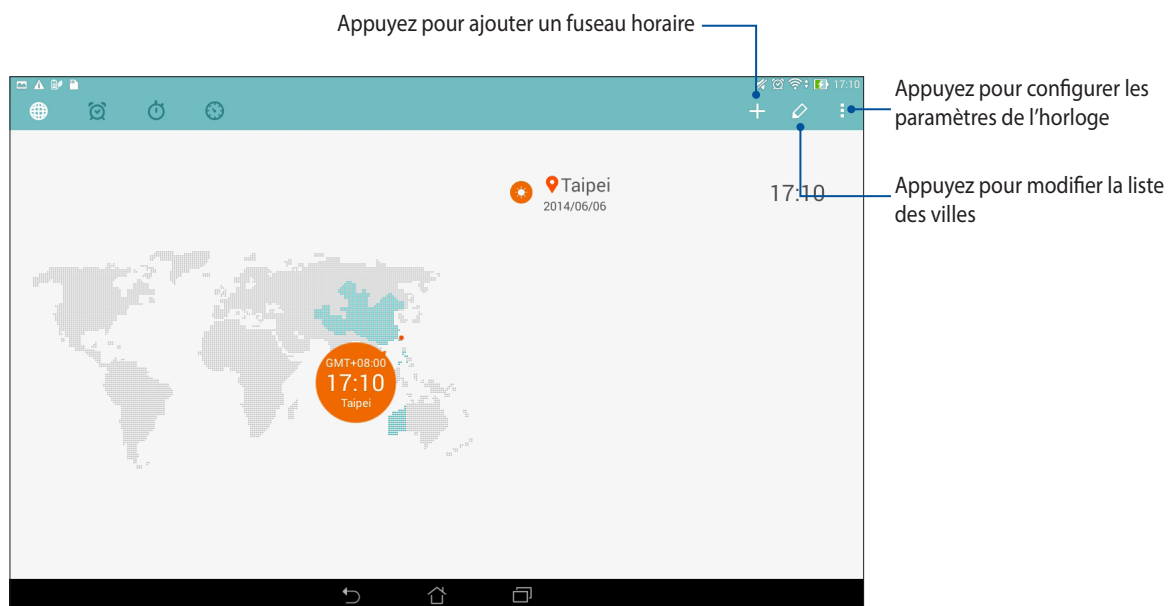 Appuyez pour ajouter un fuseau horaire
17:10
Appuyez pour configurer les
paramètres de l'horloge
Taipei
2014/06/06
17:10
Appuyez pour modifier la liste
des villes
GMT+08:00
17:10
Taipei